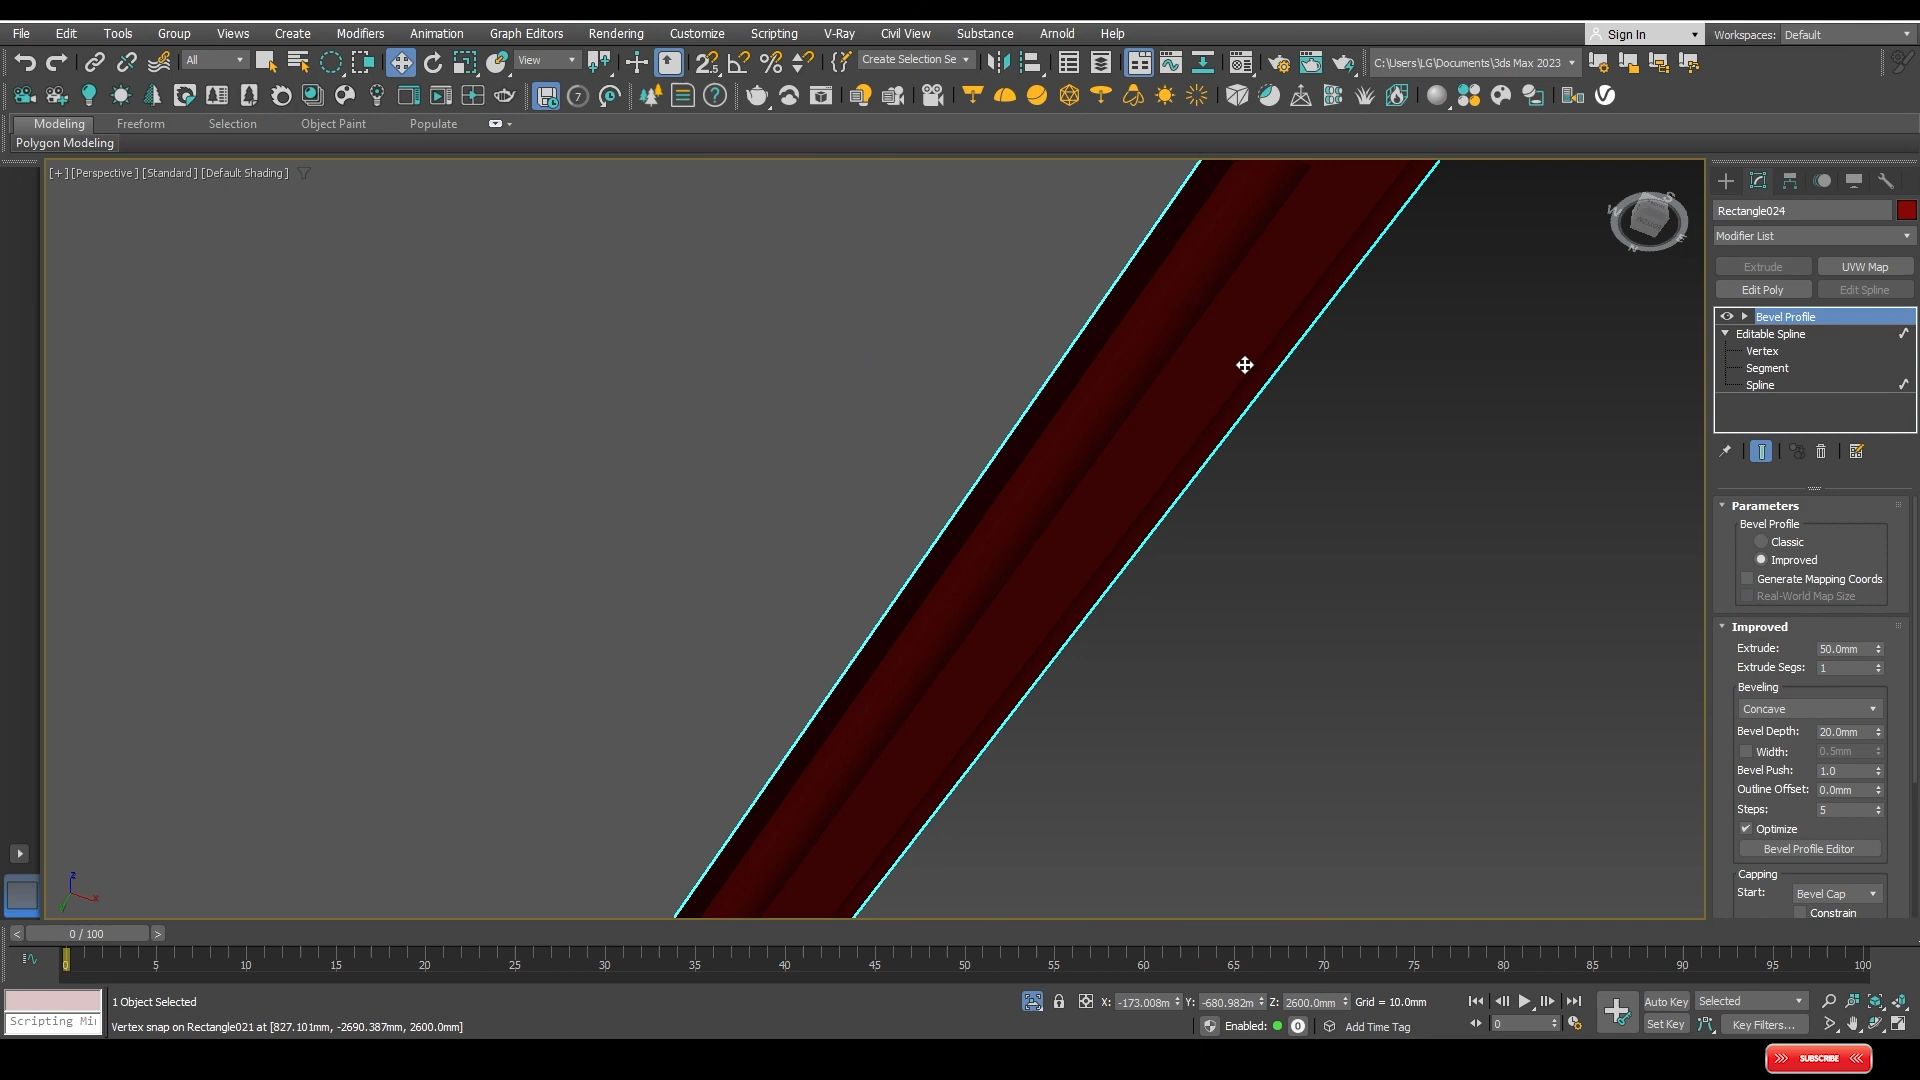 File Edit Tools Group Views Create Modifiers Animation Graph Editors Rendering Customize Scripting V-Ray Civil View Substance Arnold Help Sign In Workspaces: Default
All View Create Selection Se C:\Users\LG\Documents\3ds Max 2023
Modeling Freeform Selection Object Paint Populate
Polygon Modeling
[+] [Perspective ] [Standard ] [Default Shading ]
Rectangle024
Modifier List
Extrude UVW Map
Edit Poly Edit Spline
Bevel Profile
Editable Spline
Vertex
Segment
Spline
Parameters
Bevel Profile
Classic
Improved
Generate Mapping Coords
Real-World Map Size
Improved
Extrude: 50.0mm
Extrude Segs: 1
Beveling
Concave
Bevel Depth: 20.0mm
Width: 0.5mm
Bevel Push: 1.0
Outline Offset: 0.0mm
Steps: 5
Optimize
Bevel Profile Editor
Capping
Start: Bevel Cap
Constrain
< 0 / 100 >
0 5 10 15 20 25 30 35 40 45 50 55 60 65 70 75 80 85 90 95 100
1 Object Selected X: -173.008m Y: -680.982m Z: 2600.0mm Grid = 10.0mm Auto Key Selected
Scripting Mi
Vertex snap on Rectangle021 at [827.101mm, -2690.387mm, 2600.0mm] Enabled: 0 Add Time Tag 0 Set Key Key Filters...
SUBSCRIBE